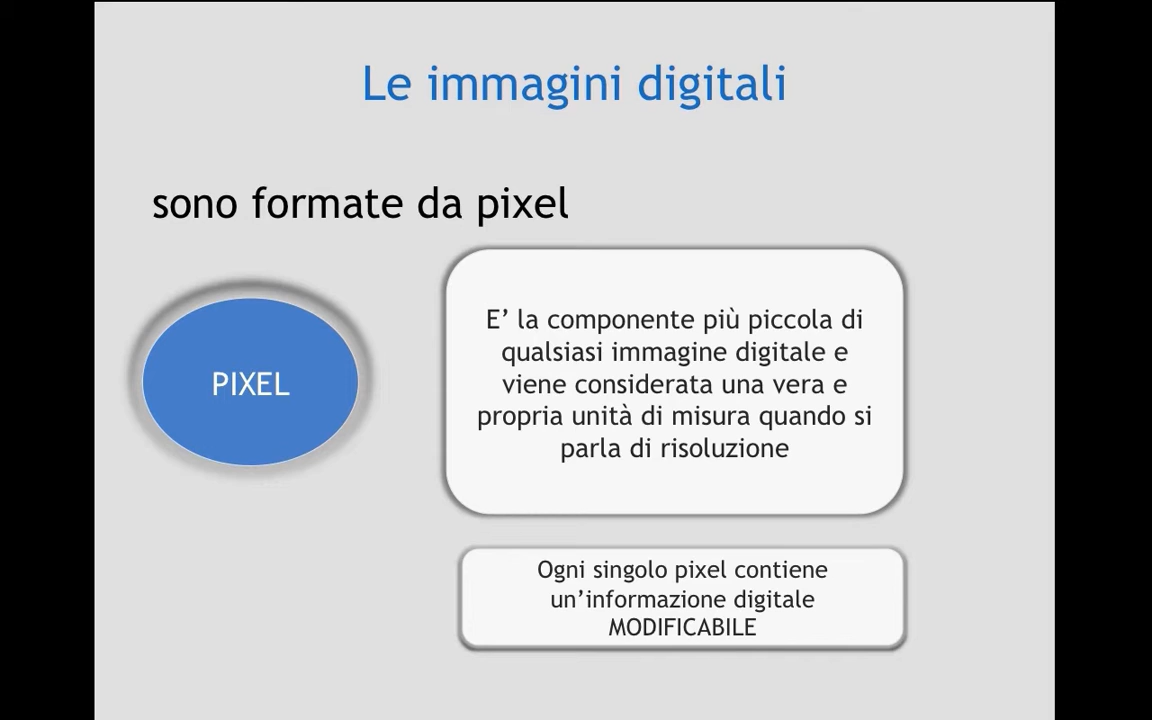 Le immagini digitali
sono formate da pixel
PIXEL
E’ la componente più piccola di
qualsiasi immagine digitale e
viene considerata una vera e
propria unità di misura quando si
parla di risoluzione
Ogni singolo pixel contiene
un’informazione digitale
MODIFICABILE